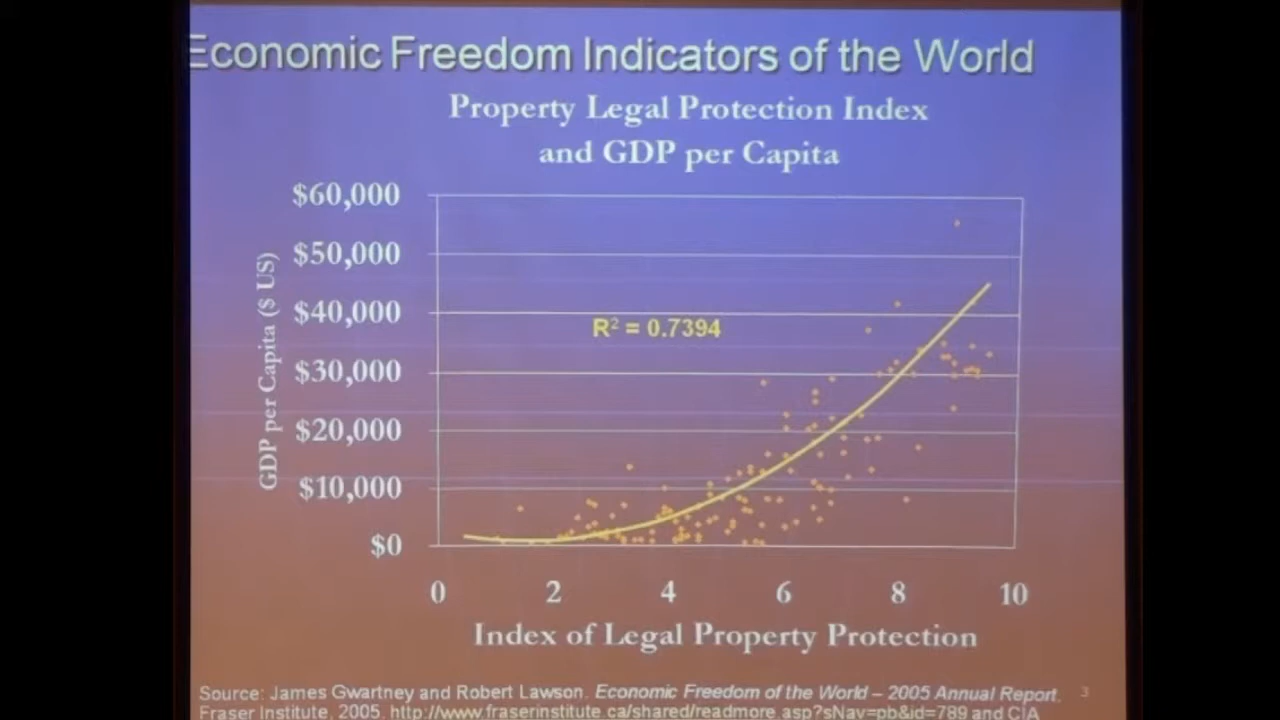 Economic Freedom Indicators of the World
Property Legal Protection Index
and GDP per Capita
$60,000
$50,000
$40,000
$30,000
$20,000
$10,000
$0
GDP per Capita ($ US)
R² = 0.7394
0 2 4 6 8 10
Index of Legal Property Protection
Source: James Gwartney and Robert Lawson. Economic Freedom of the World – 2005 Annual Report. 3
Fraser Institute, 2005. http://www.fraserinstitute.ca/shared/readmore.asp?sNav=pb&id=789 and CIA